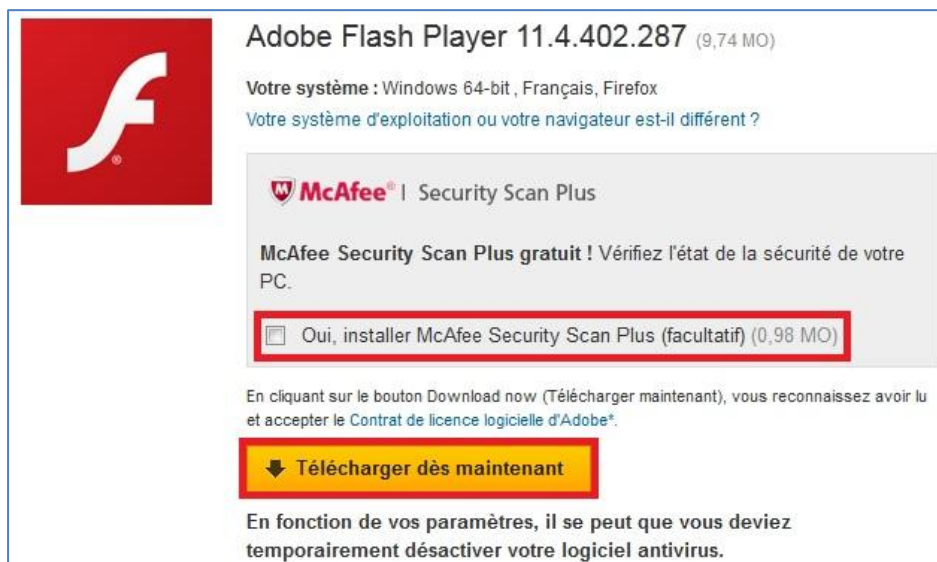 Adobe Flash Player 11.4.402.287 (9,74 MO)
Votre système : Windows 64-bit , Français, Firefox
Votre système d'exploitation ou votre navigateur est-il différent ?
McAfee® | Security Scan Plus
McAfee Security Scan Plus gratuit ! Vérifiez l'état de la sécurité de votre
PC.
Oui, installer McAfee Security Scan Plus (facultatif) (0,98 MO)
En cliquant sur le bouton Download now (Télécharger maintenant), vous reconnaissez avoir lu
et accepter le Contrat de licence logicielle d'Adobe*.
Télécharger dès maintenant
En fonction de vos paramètres, il se peut que vous deviez
temporairement désactiver votre logiciel antivirus.